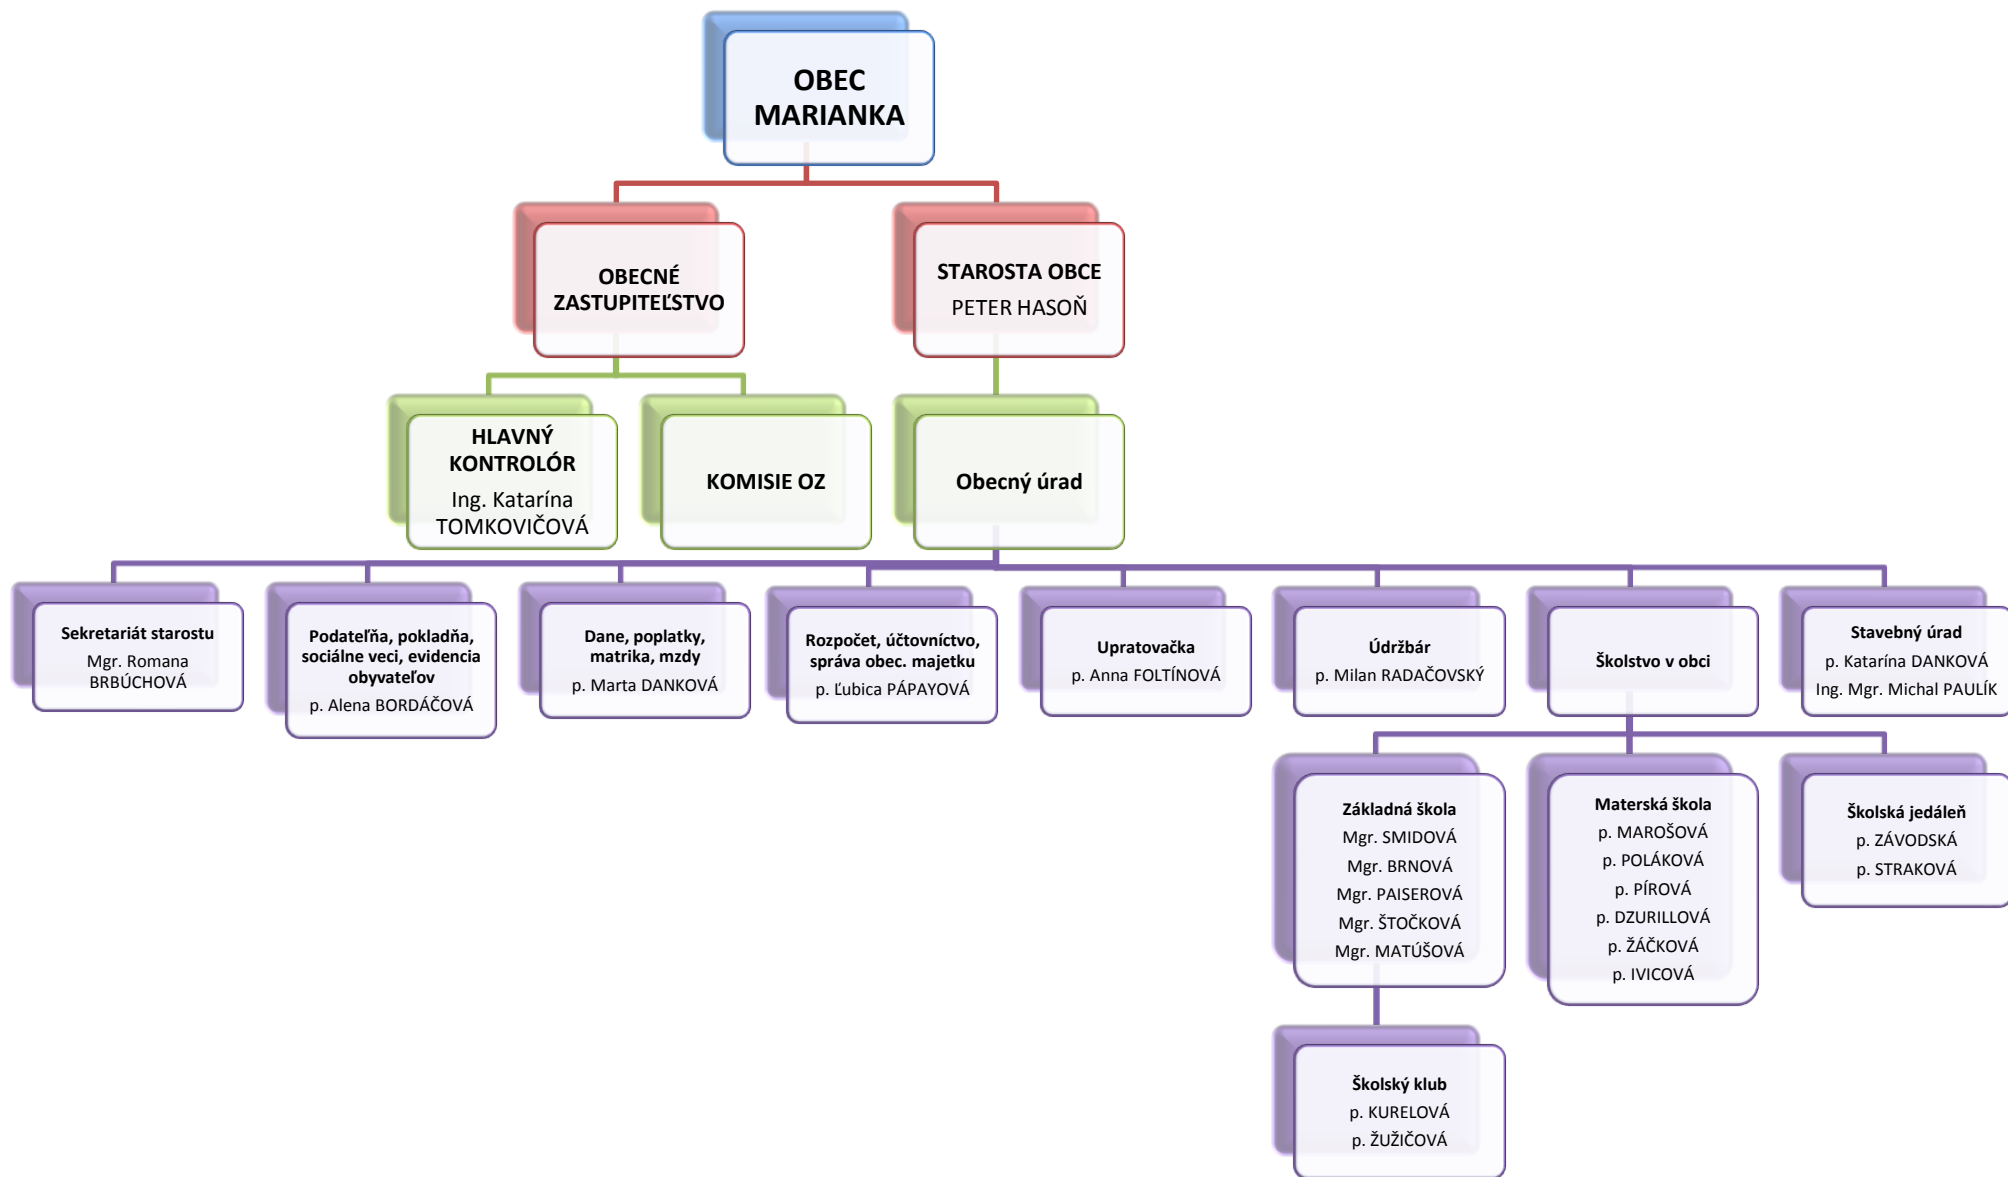 OBEC
MARIANKA
OBECNÉ
ZASTUPITEĽSTVO
STAROSTA OBCE
PETER HASOŇ
HLAVNÝ
KONTROLÓR
Ing. Katarína
TOMKOVIČOVÁ
KOMISIE OZ
Obecný úrad
Sekretariát starostu
Mgr. Romana
BRBÚCHOVÁ
Podateľňa, pokladňa,
sociálne veci, evidencia
obyvateľov
p. Alena BORDÁČOVÁ
Dane, poplatky,
matrika, mzdy
p. Marta DANKOVÁ
Rozpočet, účtovníctvo,
správa obec. majetku
p. Ľubica PÁPAYOVÁ
Upratovačka
p. Anna FOLTÍNOVÁ
Údržbár
p. Milan RADAČOVSKÝ
Školstvo v obci
Stavebný úrad
p. Katarína DANKOVÁ
Ing. Mgr. Michal PAULÍK
Základná škola
Mgr. SMIDOVÁ
Mgr. BRNOVÁ
Mgr. PAISEROVÁ
Mgr. ŠTOČKOVÁ
Mgr. MATÚŠOVÁ
Materská škola
p. MAROŠOVÁ
p. POLÁKOVÁ
p. PÍROVÁ
p. DZURILLOVÁ
p. ŽÁČKOVÁ
p. IVICOVÁ
Školská jedáleň
p. ZÁVODSKÁ
p. STRAKOVÁ
Školský klub
p. KURELOVÁ
p. ŽUŽIČOVÁ